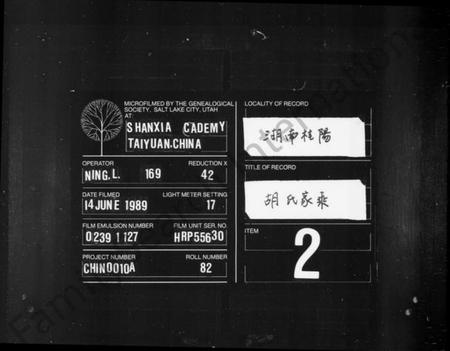 MICROFILMED BY THE GENEALOGICAL
SOCIETY, SALT LAKE CITY, UTAH
AT:
SHANXIA CADEMY
TAIYUAN.CHINA
OPERATOR
REDUCTION X
NING.L. 169 42
DATE FILMED
LIGHT METER SETTING
14 JUNE 1989 17
FILM EMULSION NUMBER
FILM UNIT SER. NO.
0239 1127 HRP55630
PROJECT NUMBER
ROLL NUMBER
CHIN0010A 82
LOCALITY OF RECORD
湖南桂陽
TITLE OF RECORD
胡氏家乘
ITEM
2